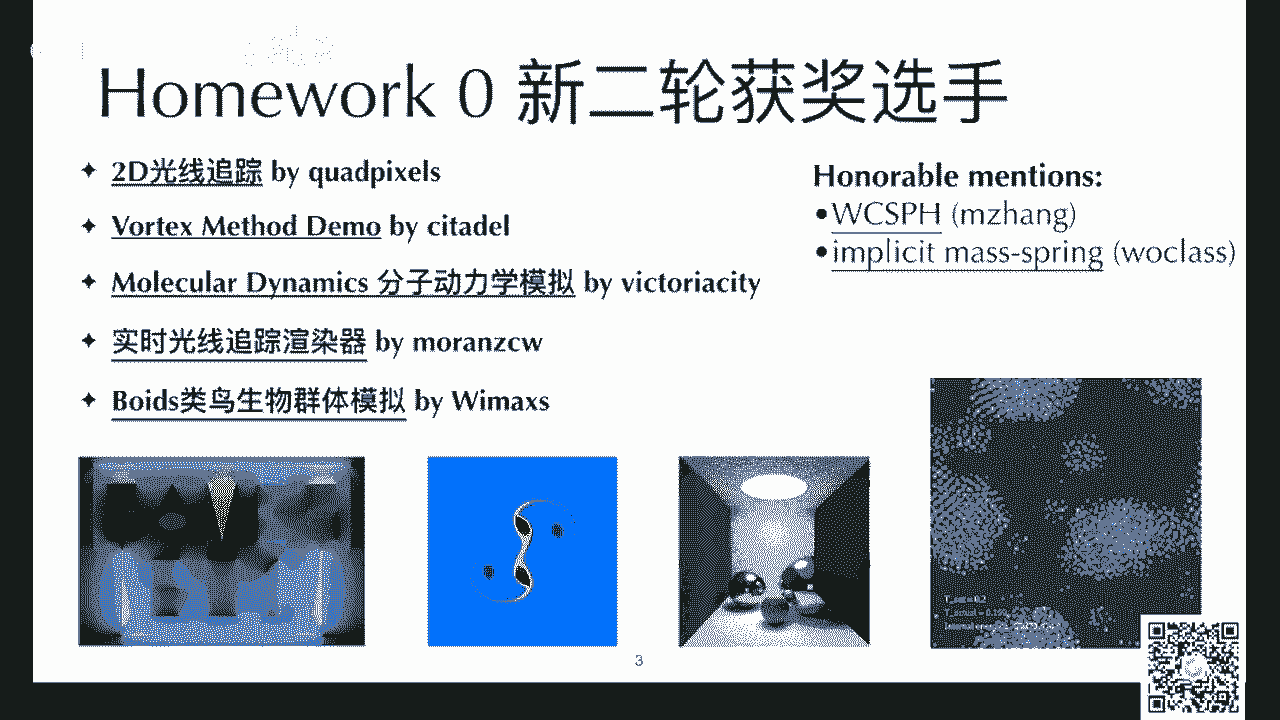 Homework 0 新二轮获奖选手
✦ 2D光线追踪 by quadpixels
✦ Vortex Method Demo by citadel
✦ Molecular Dynamics 分子动力学模拟 by victoriacity
✦ 实时光线追踪渲染器 by moranzcw
✦ Boids类鸟生物群体模拟 by Wimaxs
Honorable mentions:
•WCSPH (mzhang)
•implicit mass-spring (woclass)
3